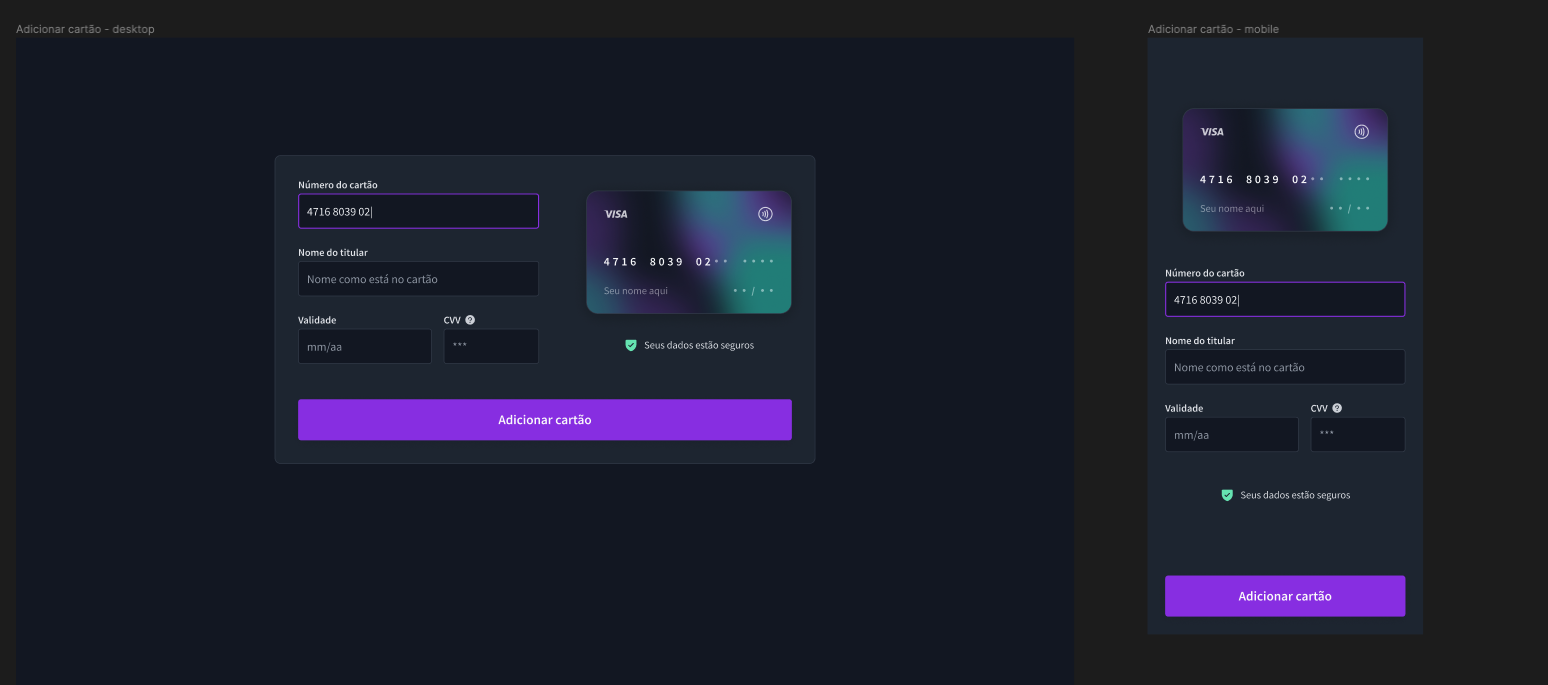 Adicionar cartão - desktop
Número do cartão
4716 8039 02
Nome do titular
Nome como está no cartão
Validade
CVV ?
mm/aa
***
VISA
4716 8039 02•• ••••
Seu nome aqui
•• / ••
Seus dados estão seguros
Adicionar cartão
Adicionar cartão - mobile
VISA
4716 8039 02•• ••••
Seu nome aqui
•• / ••
Número do cartão
4716 8039 02
Nome do titular
Nome como está no cartão
Validade
CVV ?
mm/aa
***
Seus dados estão seguros
Adicionar cartão